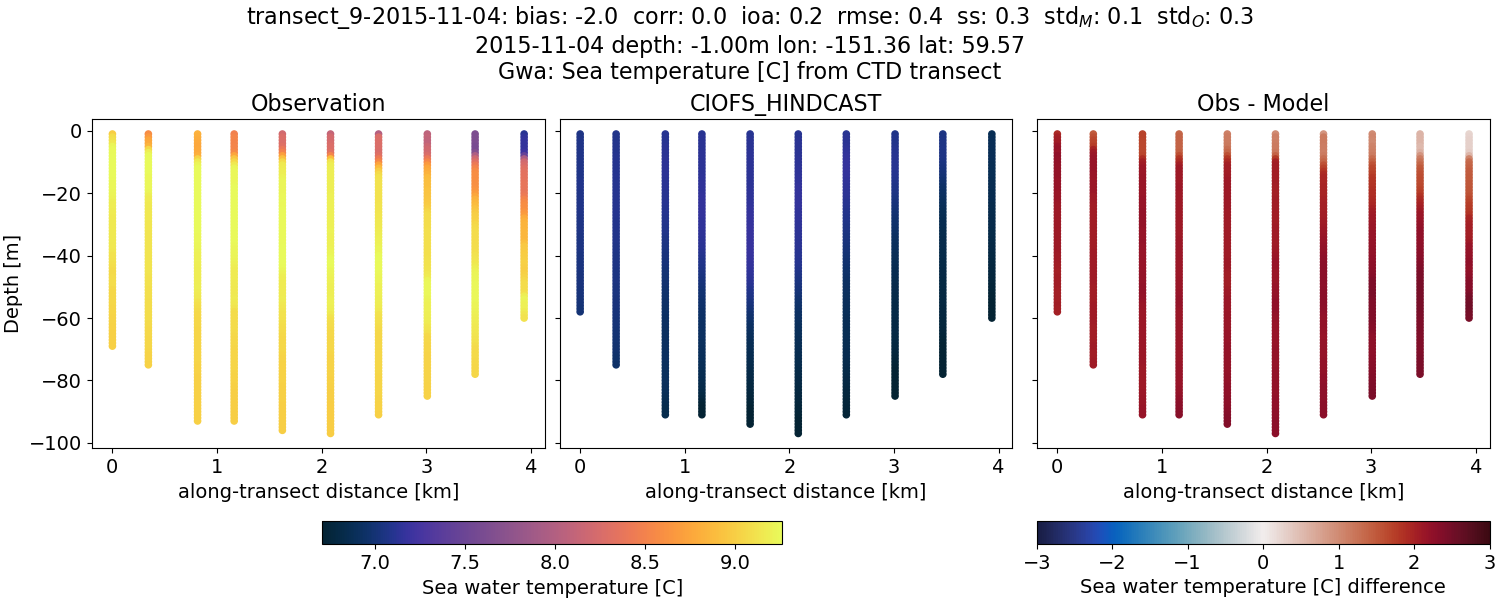 transect_9-2015-11-04: bias: -2.0 corr: 0.0 ioa: 0.2 rmse: 0.4 ss: 0.3 std_M: 0.1 std_O: 0.3
2015-11-04 depth: -1.00m lon: -151.36 lat: 59.57
Gwa: Sea temperature [C] from CTD transect
Observation CIOFS_HINDCAST Obs - Model
Depth [m]
0
−20
−40
−60
−80
−100
0 1 2 3 4 0 1 2 3 4 0 1 2 3 4
along-transect distance [km] along-transect distance [km] along-transect distance [km]
7.0 7.5 8.0 8.5 9.0 −3 −2 −1 0 1 2 3
Sea water temperature [C] Sea water temperature [C] difference